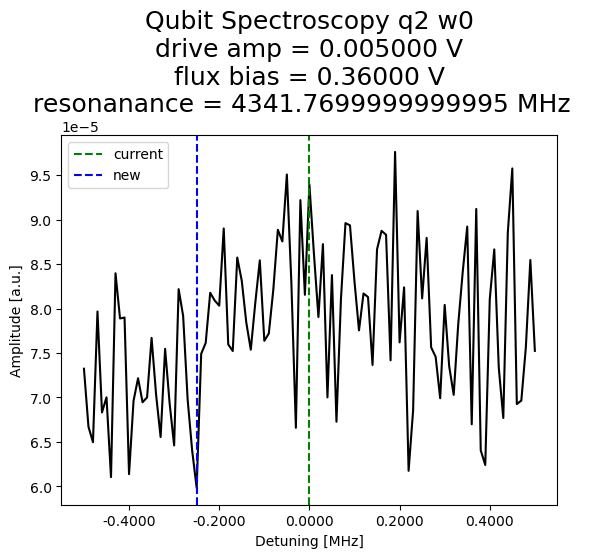 Qubit Spectroscopy q2 w0
drive amp = 0.005000 V
flux bias = 0.36000 V
resonanance = 4341.7699999999995 MHz
1e−5
current
new
9.5
9.0
8.5
8.0
7.5
7.0
6.5
6.0
Amplitude [a.u.]
-0.4000 -0.2000 0.0000 0.2000 0.4000
Detuning [MHz]